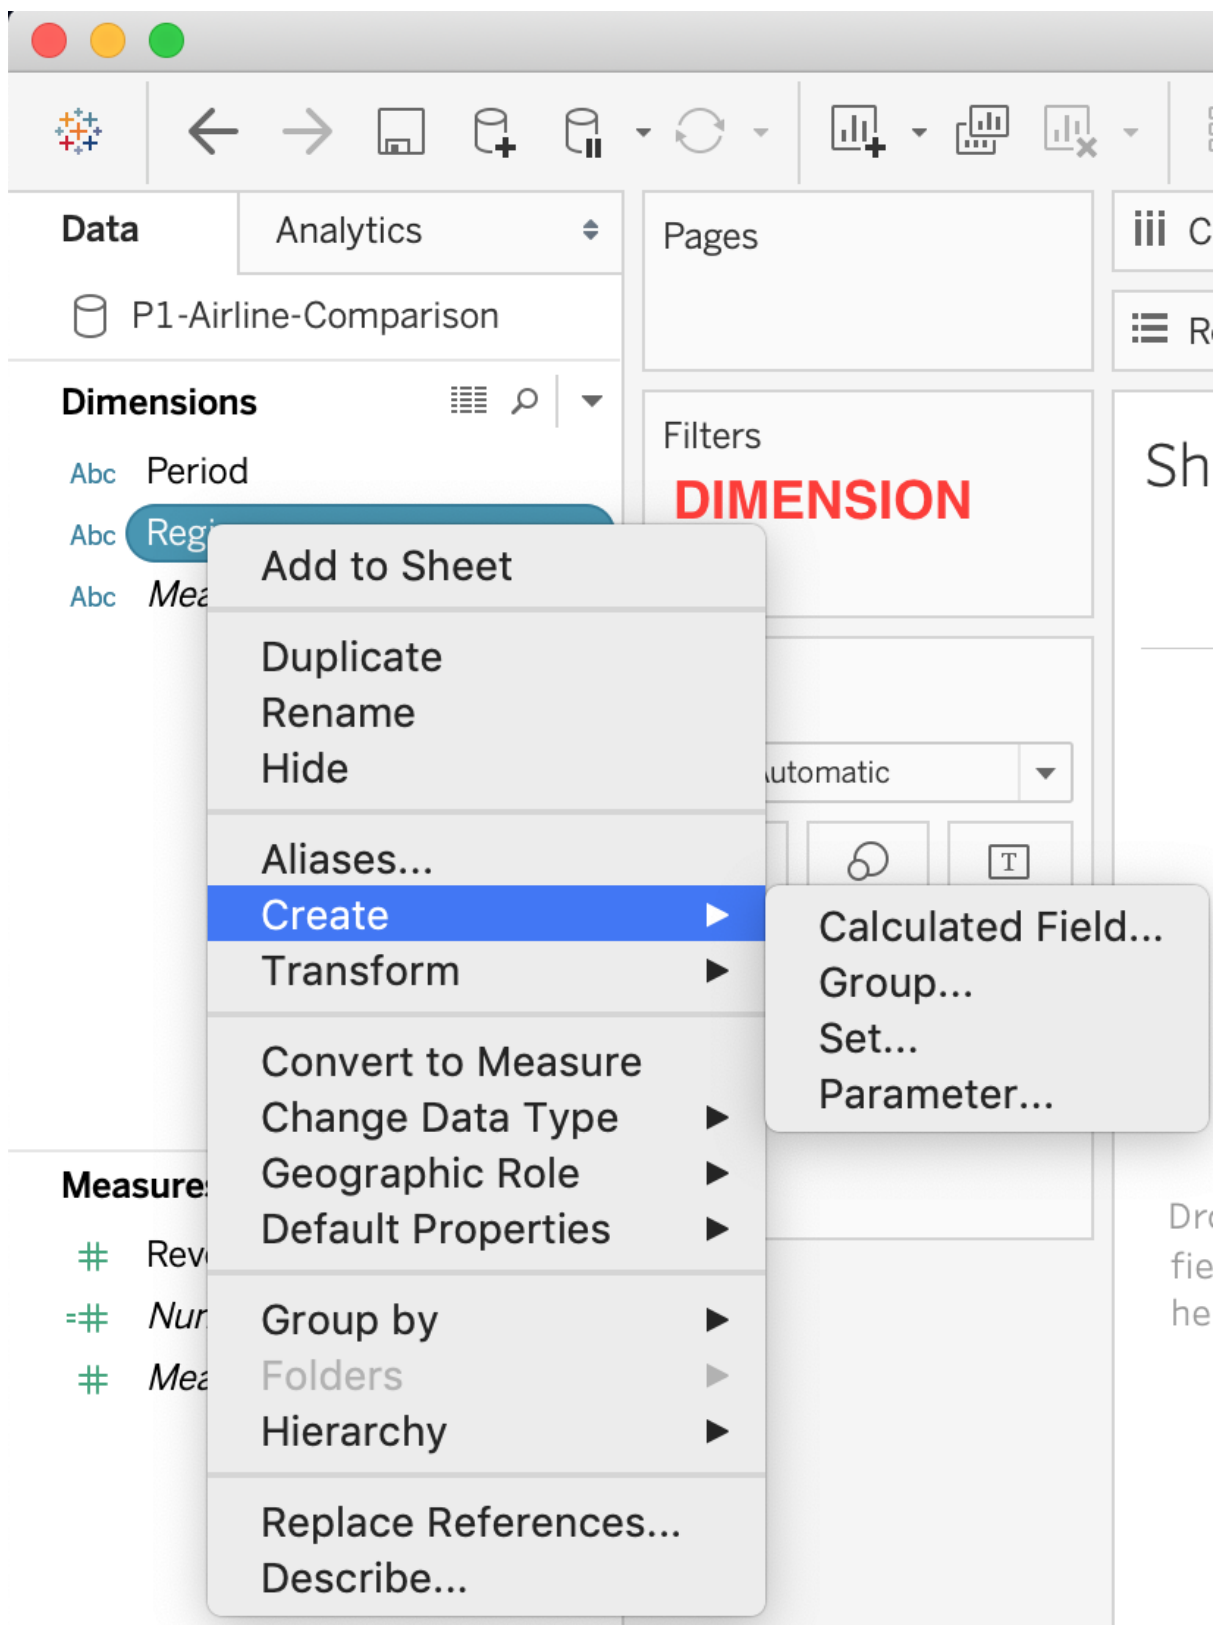 Data
Analytics
P1-Airline-Comparison
Dimensions
Abc Period
Abc
Abc
Pages
Filters
DIMENSION
Automatic
T
Add to Sheet
Duplicate
Rename
Hide
Aliases...
Create
Transform
Convert to Measure
Change Data Type
Geographic Role
Default Properties
Group by
Folders
Hierarchy
Replace References...
Describe...
Calculated Field...
Group...
Set...
Parameter...
Measures